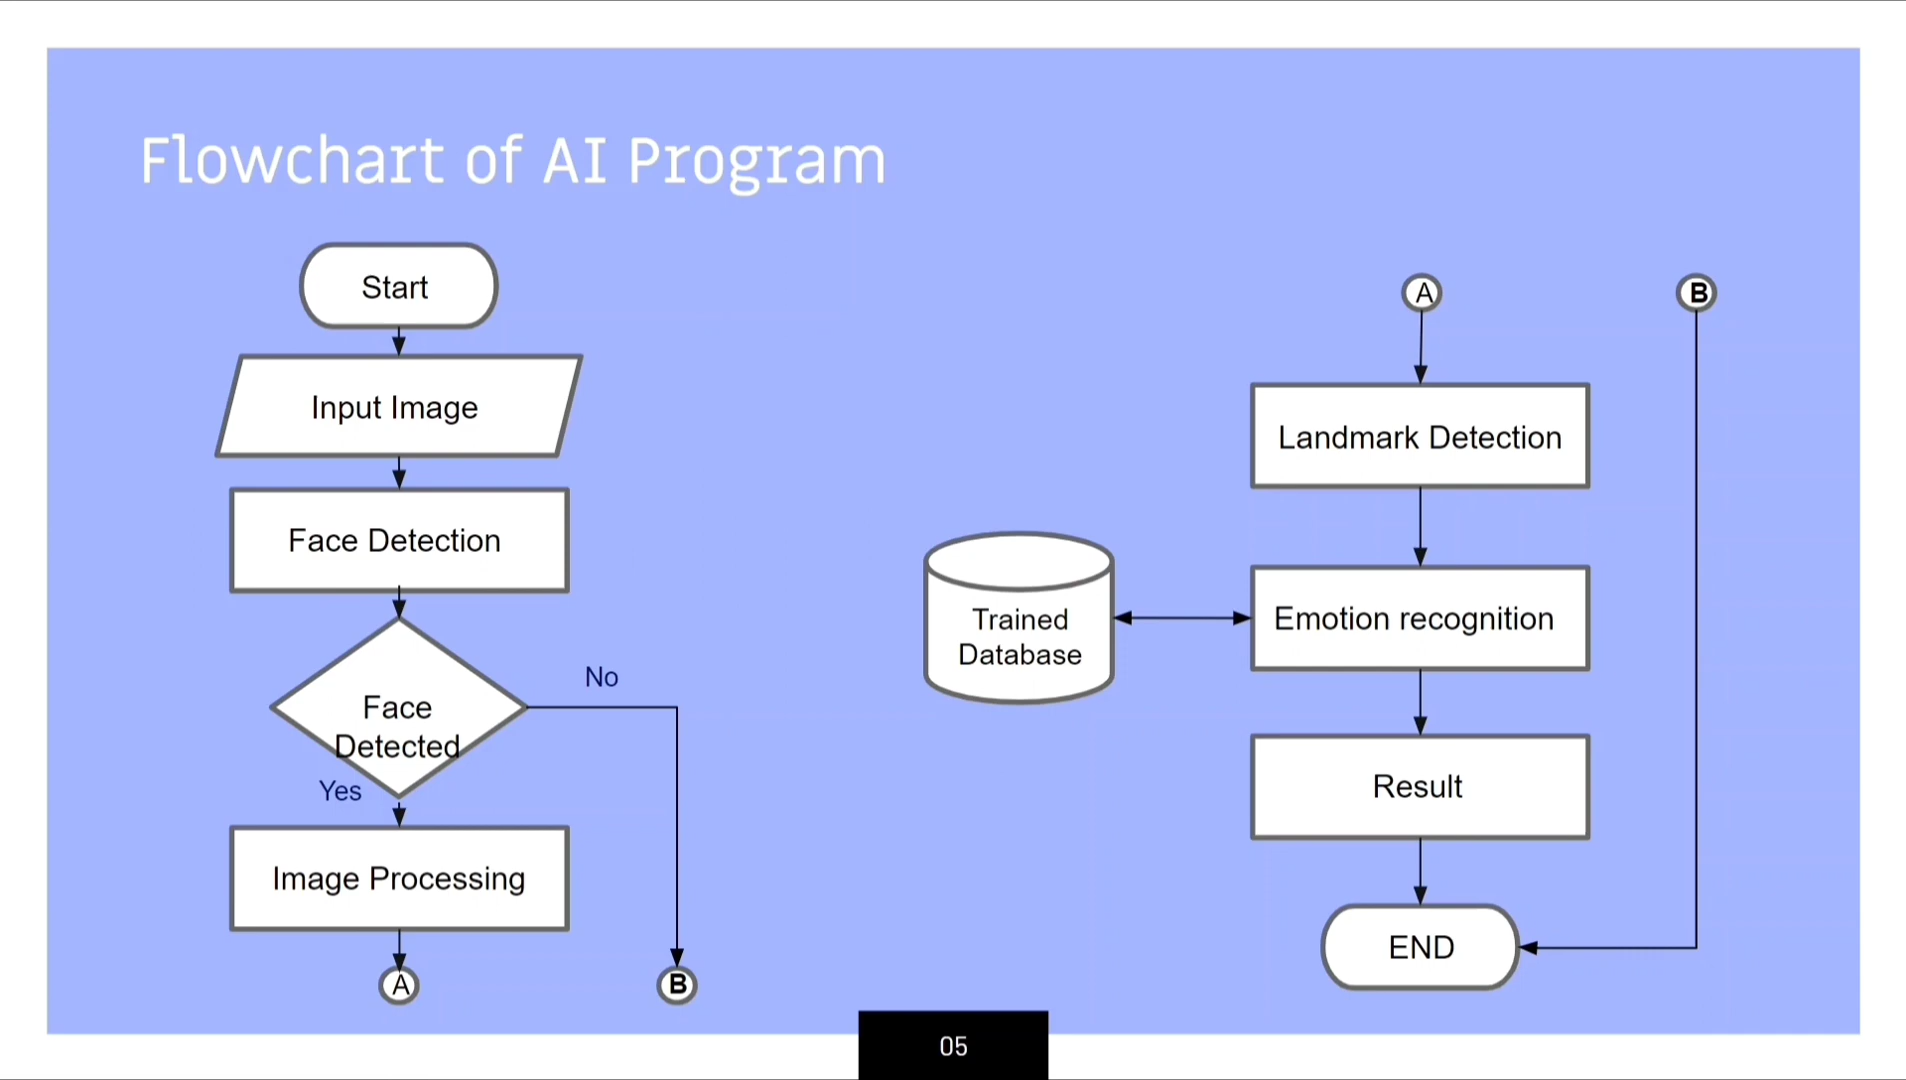 Flowchart of AI Program
Start
Input Image
Face Detection
Face
Detected
No
Yes
Image Processing
A
B
A
B
Landmark Detection
Trained
Database
Emotion recognition
Result
END
05